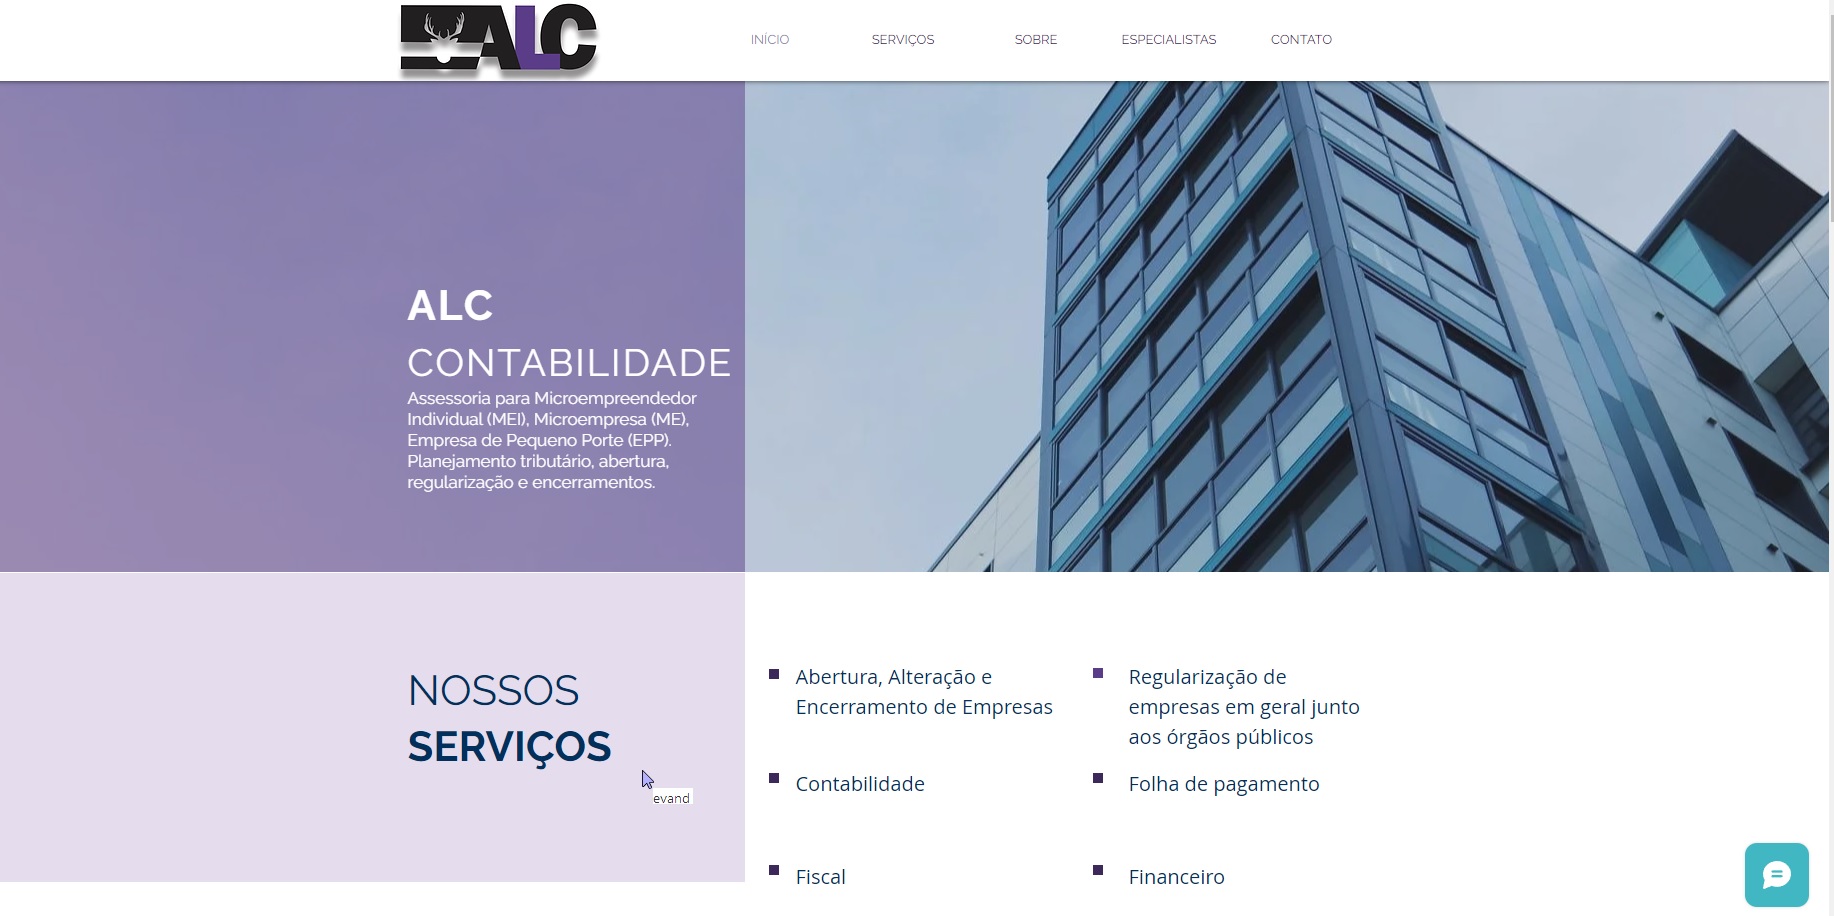 ALC
INÍCIO
SERVIÇOS
SOBRE
ESPECIALISTAS
CONTATO
ALC
CONTABILIDADE
Assessoria para Microempreendedor
Individual (MEI), Microempresa (ME),
Empresa de Pequeno Porte (EPP).
Planejamento tributário, abertura,
regularização e encerramentos.
NOSSOS
SERVIÇOS
evand
Abertura, Alteração e
Encerramento de Empresas
Regularização de
empresas em geral junto
aos órgãos públicos
Contabilidade
Folha de pagamento
Fiscal
Financeiro